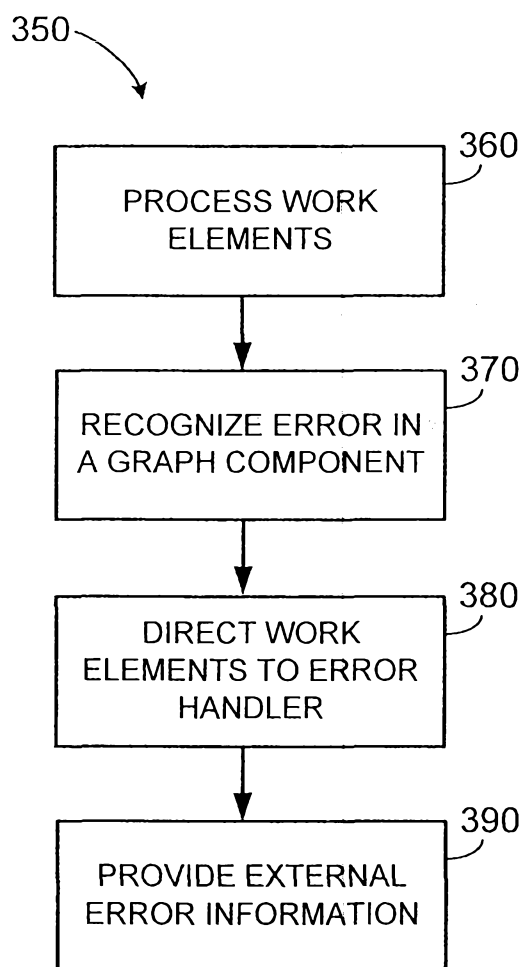 350
360
PROCESS WORK
ELEMENTS
370
RECOGNIZE ERROR IN
A GRAPH COMPONENT
380
DIRECT WORK
ELEMENTS TO ERROR
HANDLER
390
PROVIDE EXTERNAL
ERROR INFORMATION